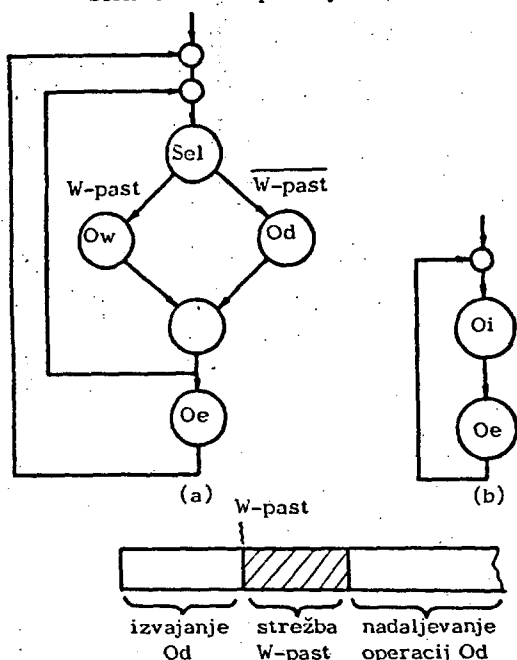 Sel
W-past
W-past
Ow
Od
Oi
Oe
Oe
(a)
(b)
W-past
izvajanje
Od
strežba
W-past
nadaljevanje
operacij Od